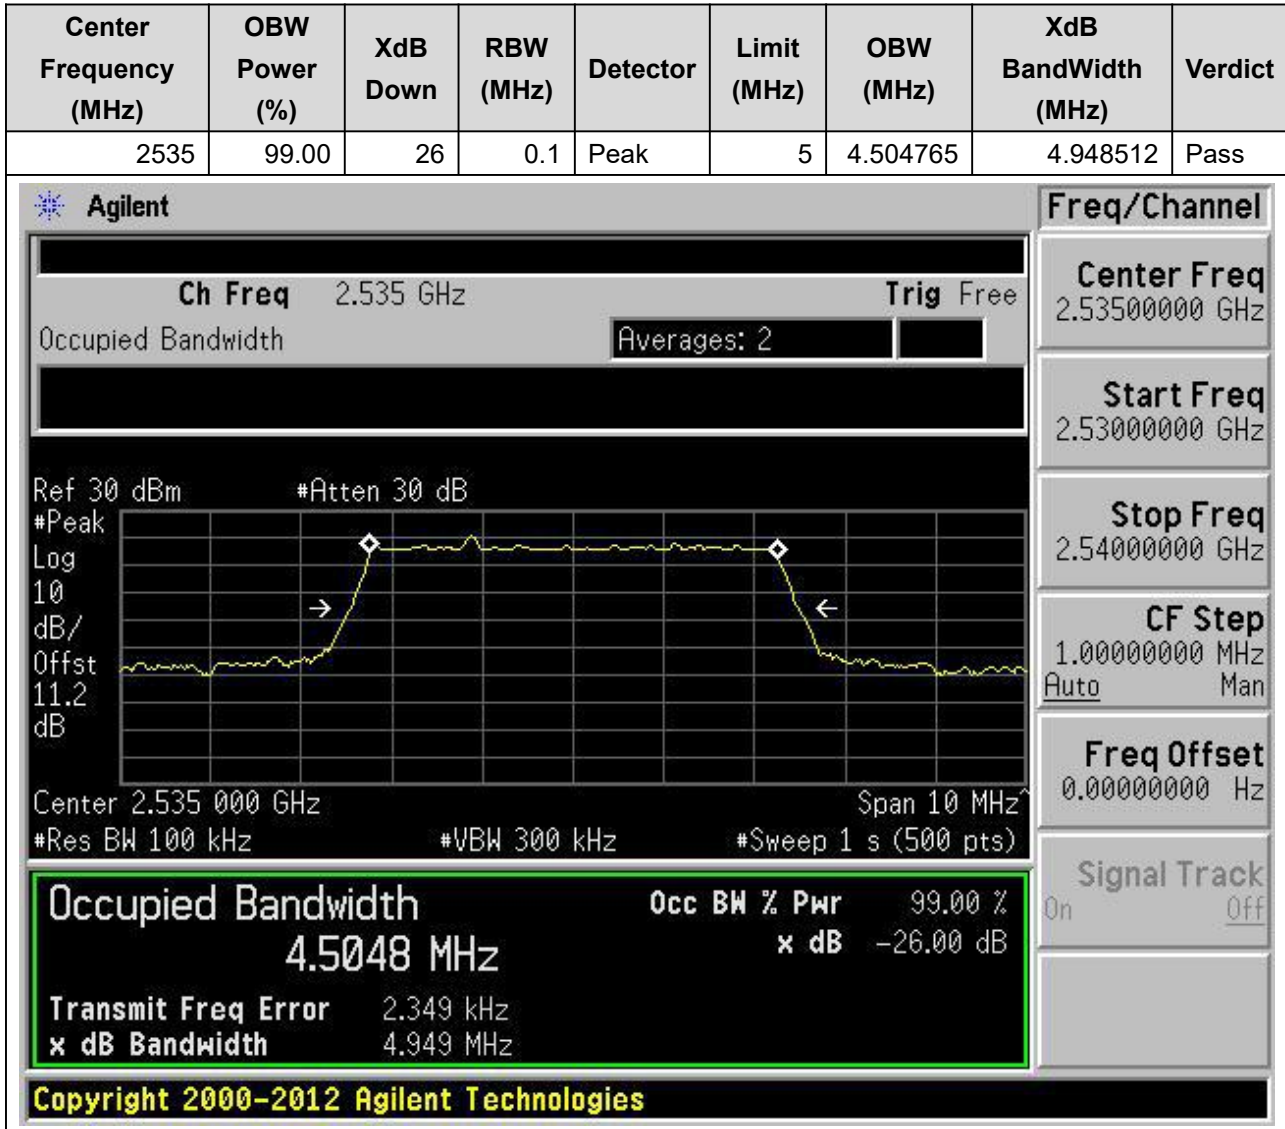 Center Frequency (MHz) OBW Power (%) XdB Down RBW (MHz) Detector Limit (MHz) OBW (MHz) XdB BandWidth (MHz) Verdict
2535 99.00 26 0.1 Peak 5 4.504765 4.948512 Pass
Agilent
Freq/Channel
Ch Freq 2.535 GHz Trig Free
Occupied Bandwidth Averages: 2
Center Freq
2.53500000 GHz
Start Freq
2.53000000 GHz
Stop Freq
2.54000000 GHz
CF Step
1.00000000 MHz
Auto Man
Freq Offset
0.00000000 Hz
Signal Track
On Off
Ref 30 dBm #Atten 30 dB
#Peak
Log
10
dB/
Offst
11.2
dB
Center 2.535 000 GHz Span 10 MHz^
#Res BW 100 kHz #VBW 300 kHz #Sweep 1 s (500 pts)
Occupied Bandwidth Occ BW % Pwr 99.00 %
4.5048 MHz x dB -26.00 dB
Transmit Freq Error 2.349 kHz
x dB Bandwidth 4.949 MHz
Copyright 2000-2012 Agilent Technologies